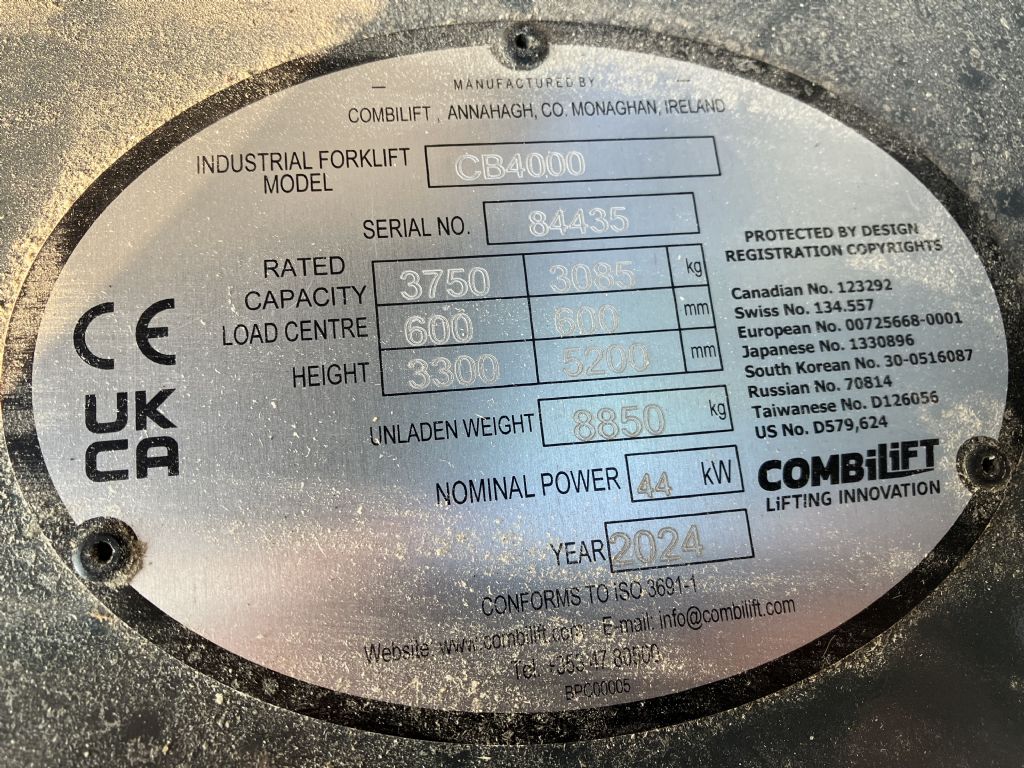 MANUFACTURED BY
COMBILIFT , ANNAHAGH, CO. MONAGHAN, IRELAND
INDUSTRIAL FORKLIFT MODEL CB4000
SERIAL NO. 84435
RATED CAPACITY 3750 3085 kg
LOAD CENTRE 600 600 mm
HEIGHT 3300 5200 mm
UNLADEN WEIGHT 8850 kg
NOMINAL POWER 44 kW
YEAR 2024
CE
UK
CA
PROTECTED BY DESIGN
REGISTRATION COPYRIGHTS
Canadian No. 123292
Swiss No. 134.557
European No. 00725668-0001
Japanese No. 1330896
South Korean No. 30-0516087
Russian No. 70814
Taiwanese No. D126056
US No. D579,624
COMBiLiFT
LiFTING INNOVATION
CONFORMS TO iSO 3691-1
Website: www.combilift.com E-mail: info@combilift.com
Tel: +353 47 80500
BPC00005